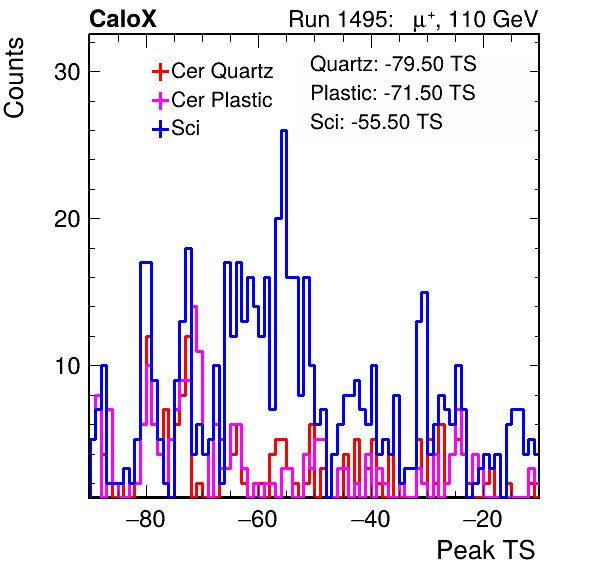 CaloX Run 1495: μ⁺, 110 GeV
Counts
30
20
10
Cer Quartz
Cer Plastic
Sci
Quartz: -79.50 TS
Plastic: -71.50 TS
Sci: -55.50 TS
−80 −60 −40 −20
Peak TS